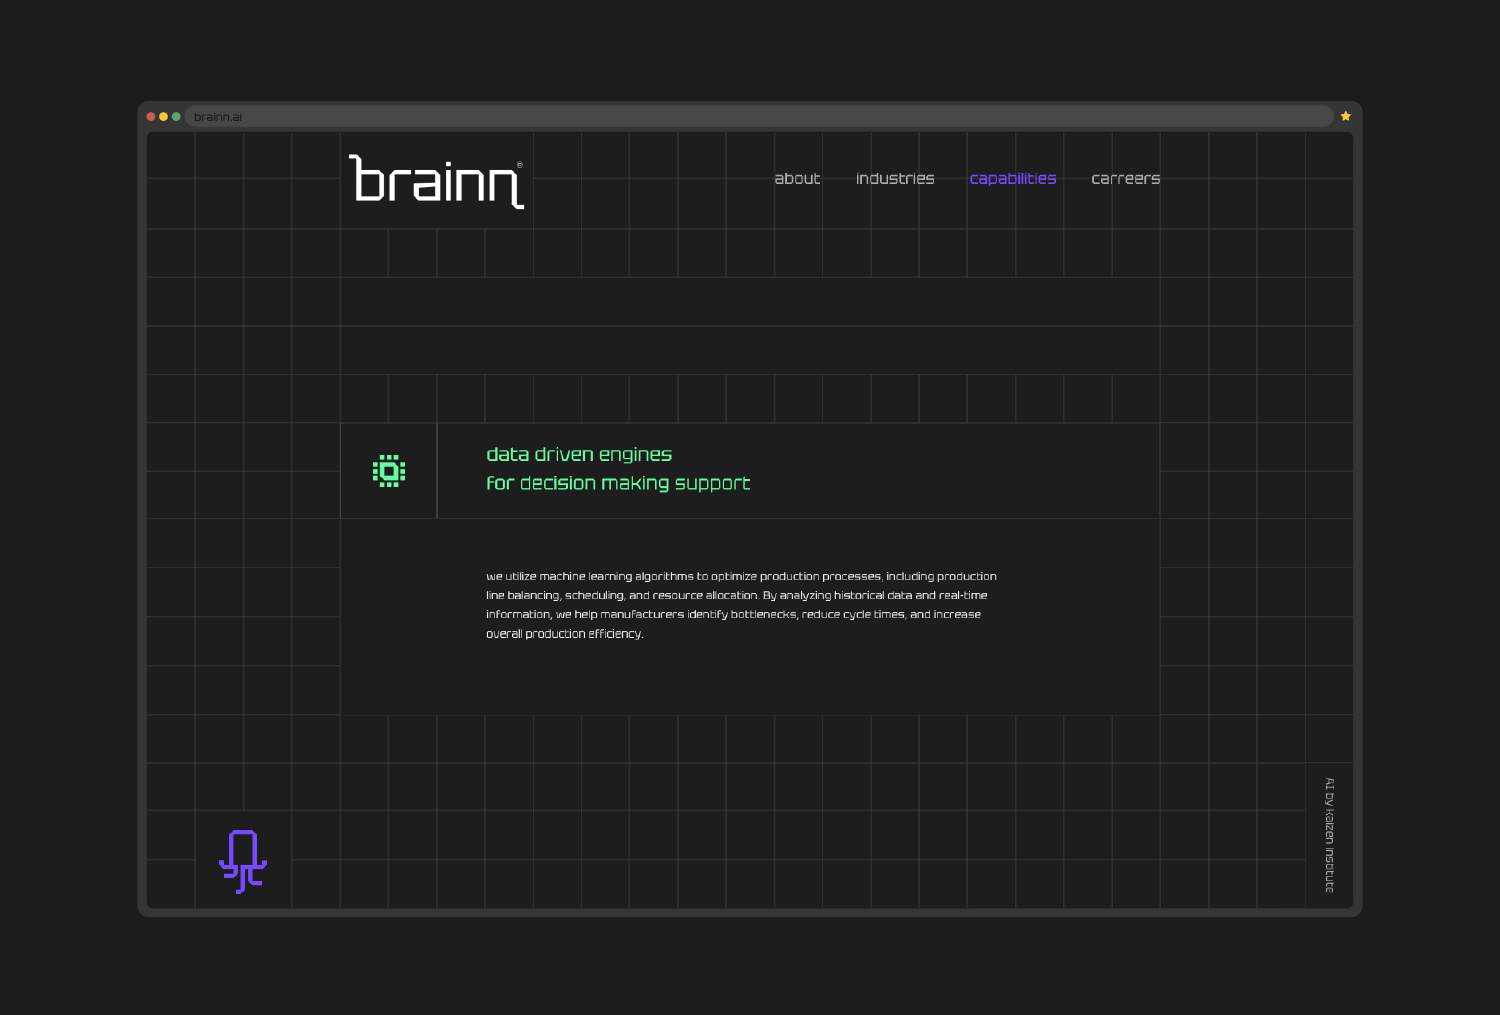 brainn.ai
brainn®
about industries capabilities carreers
data driven engines
for decision making support
we utilize machine learning algorithms to optimize production processes, including production
line balancing, scheduling, and resource allocation. By analyzing historical data and real-time
information, we help manufacturers identify bottlenecks, reduce cycle times, and increase
overall production efficiency.
AI by Kaizen Institute